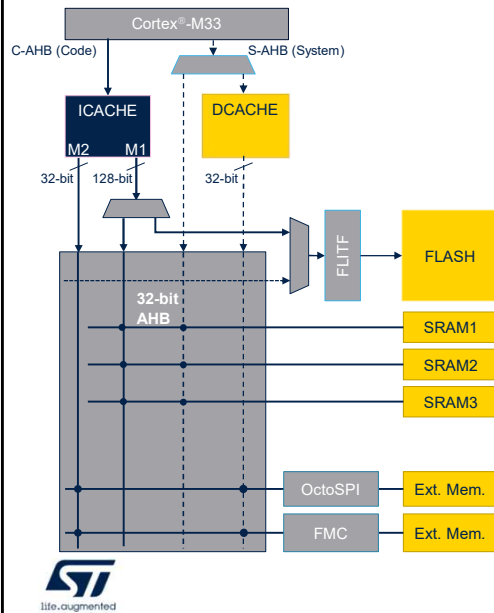 Cortex®-M33
C-AHB (Code)
S-AHB (System)
ICACHE
DCACHE
M2
M1
32-bit
128-bit
32-bit
FLITF
FLASH
32-bit
AHB
SRAM1
SRAM2
SRAM3
OctoSPI
Ext. Mem.
FMC
Ext. Mem.
ST
life.augmented